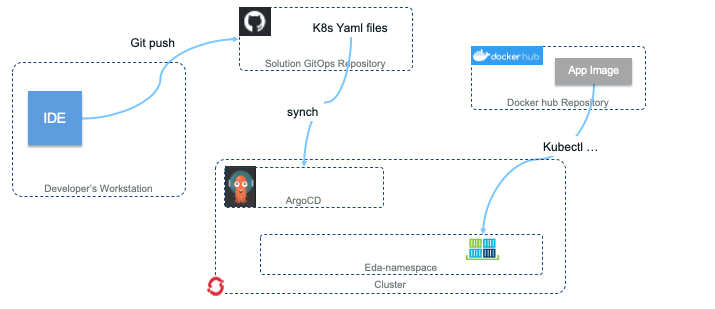 K8s Yaml files
Git push
Solution GitOps Repository
docker hub
App Image
Docker hub Repository
IDE
synch
Kubectl …
Developer's Workstation
ArgoCD
Eda-namespace
Cluster